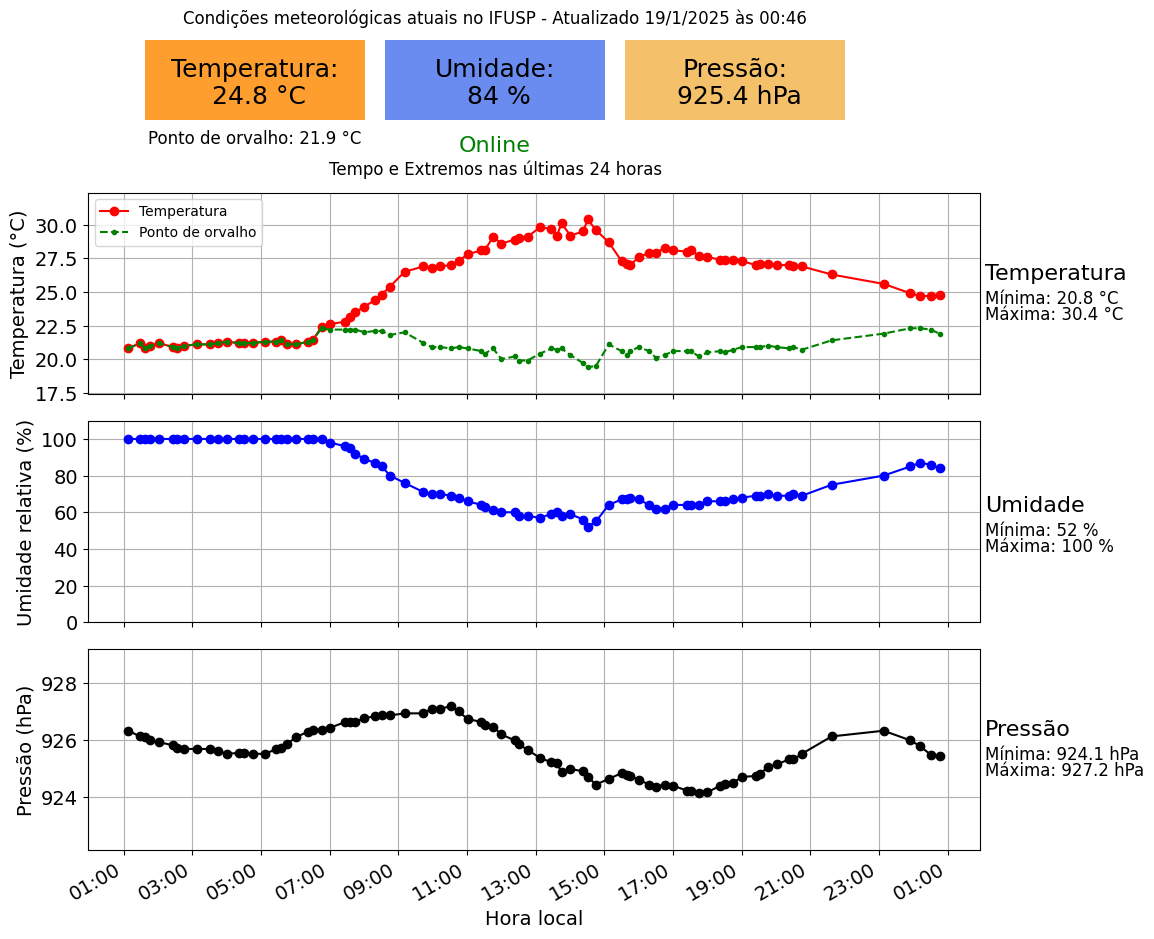 Condições meteorológicas atuais no IFUSP - Atualizado 19/1/2025 às 00:46
Temperatura:
24.8 °C
Umidade:
84 %
Pressão:
925.4 hPa
Ponto de orvalho: 21.9 °C
Online
Tempo e Extremos nas últimas 24 horas
Temperatura (°C)
30.0
27.5
25.0
22.5
20.0
17.5
Temperatura
Ponto de orvalho
Temperatura
Mínima: 20.8 °C
Máxima: 30.4 °C
Umidade relativa (%)
100
80
60
40
20
0
Umidade
Mínima: 52 %
Máxima: 100 %
Pressão (hPa)
928
926
924
Pressão
Mínima: 924.1 hPa
Máxima: 927.2 hPa
01:00 03:00 05:00 07:00 09:00 11:00 13:00 15:00 17:00 19:00 21:00 23:00 01:00
Hora local